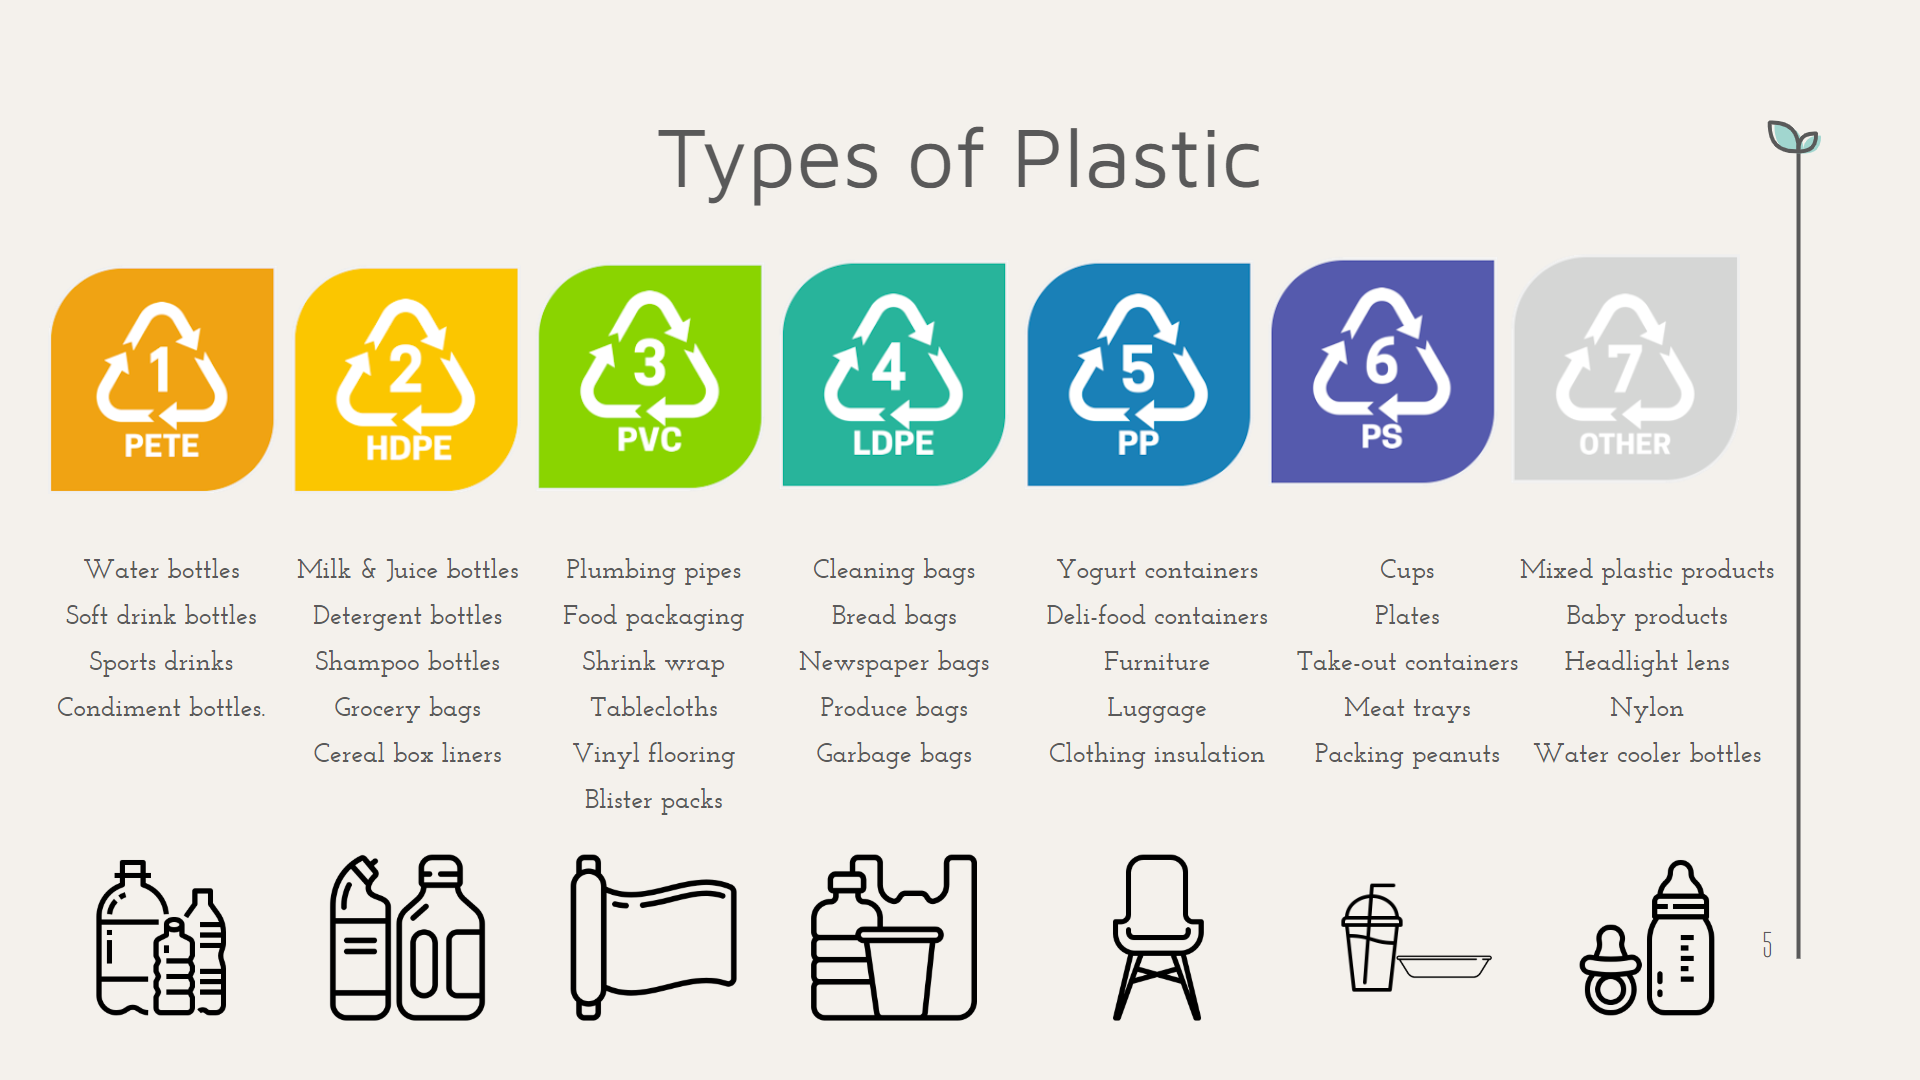 Types of Plastic
1
PETE
2
HDPE
3
PVC
4
LDPE
5
PP
6
PS
7
OTHER
Water bottles
Soft drink bottles
Sports drinks
Condiment bottles.
Milk & Juice bottles
Detergent bottles
Shampoo bottles
Grocery bags
Cereal box liners
Plumbing pipes
Food packaging
Shrink wrap
Tablecloths
Vinyl flooring
Blister packs
Cleaning bags
Bread bags
Newspaper bags
Produce bags
Garbage bags
Yogurt containers
Deli-food containers
Furniture
Luggage
Clothing insulation
Cups
Plates
Take-out containers
Meat trays
Packing peanuts
Mixed plastic products
Baby products
Headlight lens
Nylon
Water cooler bottles
5